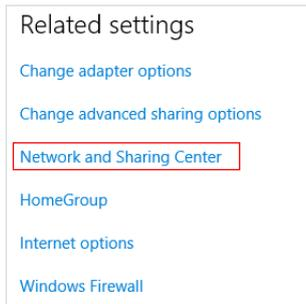 Related settings
Change adapter options
Change advanced sharing options
Network and Sharing Center
HomeGroup
Internet options
Windows Firewall